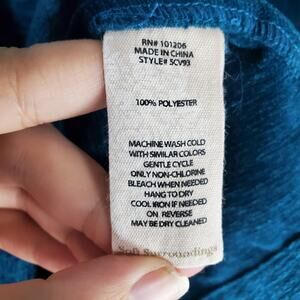 RN# 101206
MADE IN CHINA
STYLE# 5CV93
100% POLYESTER
MACHINE WASH COLD
WITH SIMILAR COLORS
GENTLE CYCLE
ONLY NON-CHLORINE
BLEACH WHEN NEEDED
HANG TO DRY
COOL IRON IF NEEDED
ON REVERSE
MAY BE DRY CLEANED
Soft Surroundings